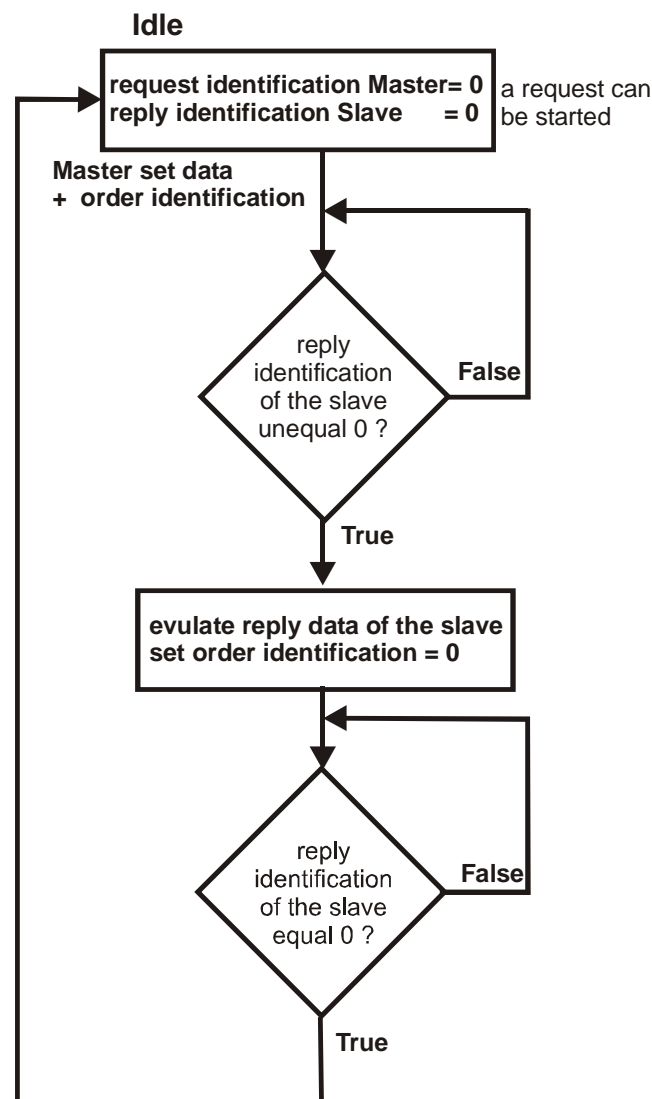 Idle
request identification Master= 0
reply identification Slave = 0
a request can
be started
Master set data
+ order identification
reply
identification
of the slave
unequal 0 ?
False
True
evulate reply data of the slave
set order identification = 0
reply
identification
of the slave
equal 0 ?
False
True